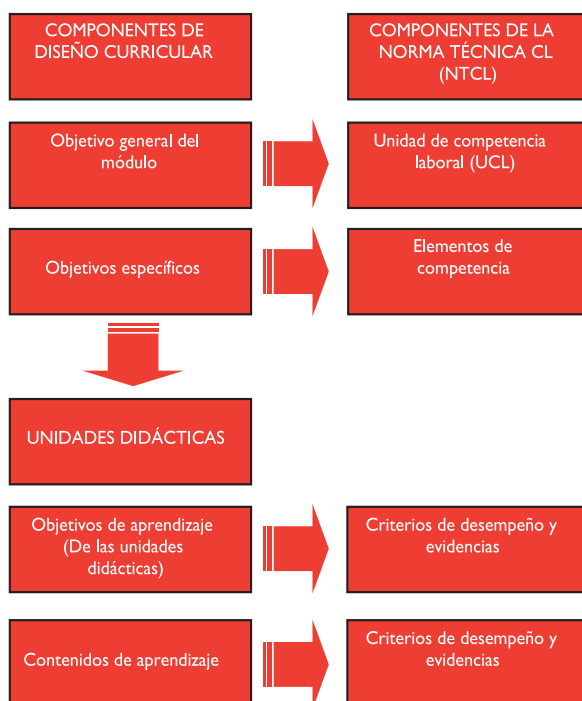 COMPONENTES DE
DISEÑO CURRICULAR
COMPONENTES DE LA
NORMA TÉCNICA CL
(NTCL)
Objetivo general del
módulo
Unidad de competencia
laboral (UCL)
Objetivos específicos
Elementos de
competencia
UNIDADES DIDÁCTICAS
Objetivos de aprendizaje
(De las unidades
didácticas)
Criterios de desempeño y
evidencias
Contenidos de aprendizaje
Criterios de desempeño y
evidencias